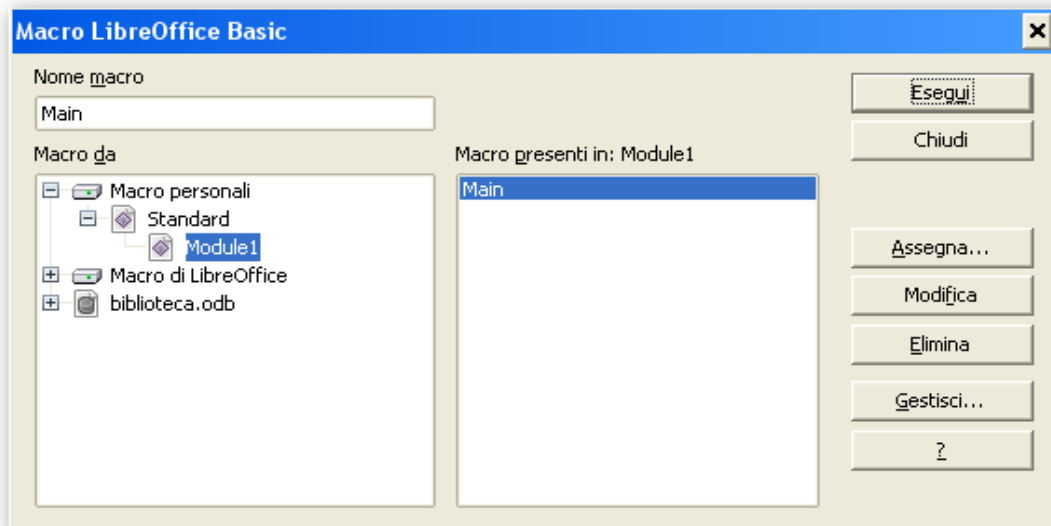 Macro LibreOffice Basic
Nome macro
Main
Macro da
Macro personali
Standard
Module1
Macro di LibreOffice
biblioteca.odb
Macro presenti in: Module1
Main
Esegui
Chiudi
Assegna...
Modifica
Elimina
Gestisci...
?